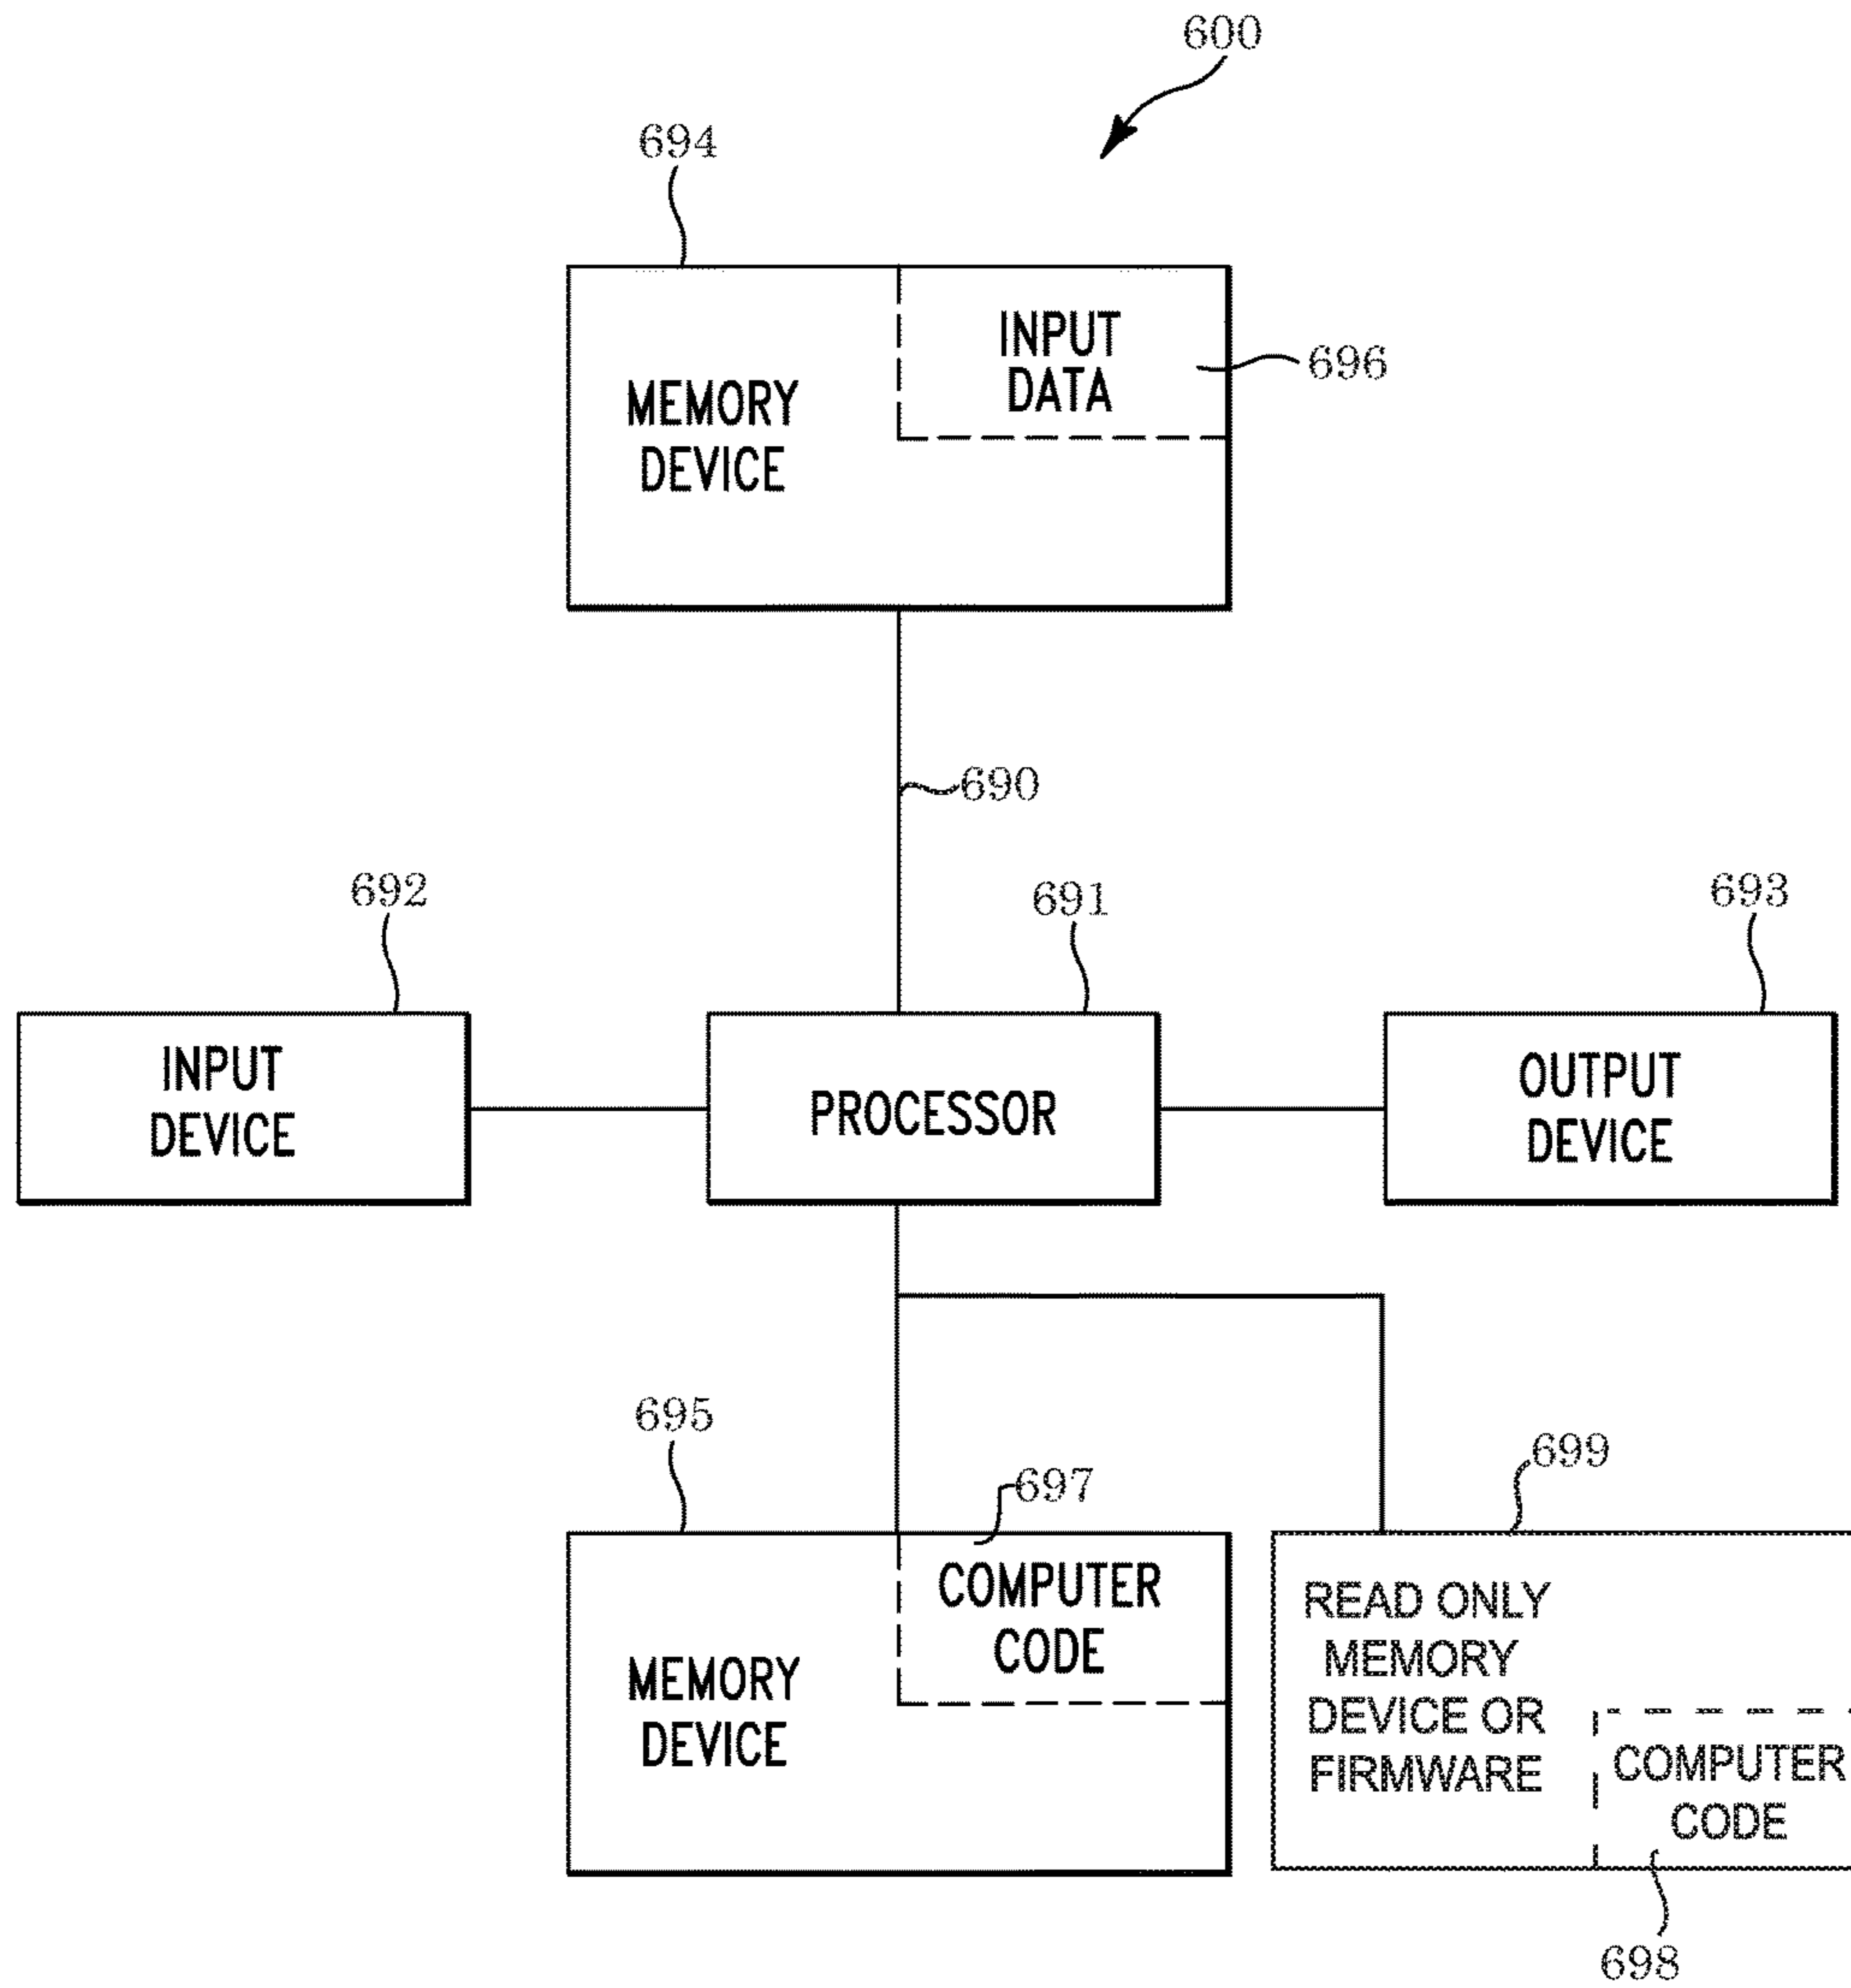 600
694
INPUT
DATA
696
MEMORY
DEVICE
690
692
691
693
INPUT
DEVICE
PROCESSOR
OUTPUT
DEVICE
695
697
699
COMPUTER
CODE
MEMORY
DEVICE
READ ONLY
MEMORY
DEVICE OR
FIRMWARE
COMPUTER
CODE
698